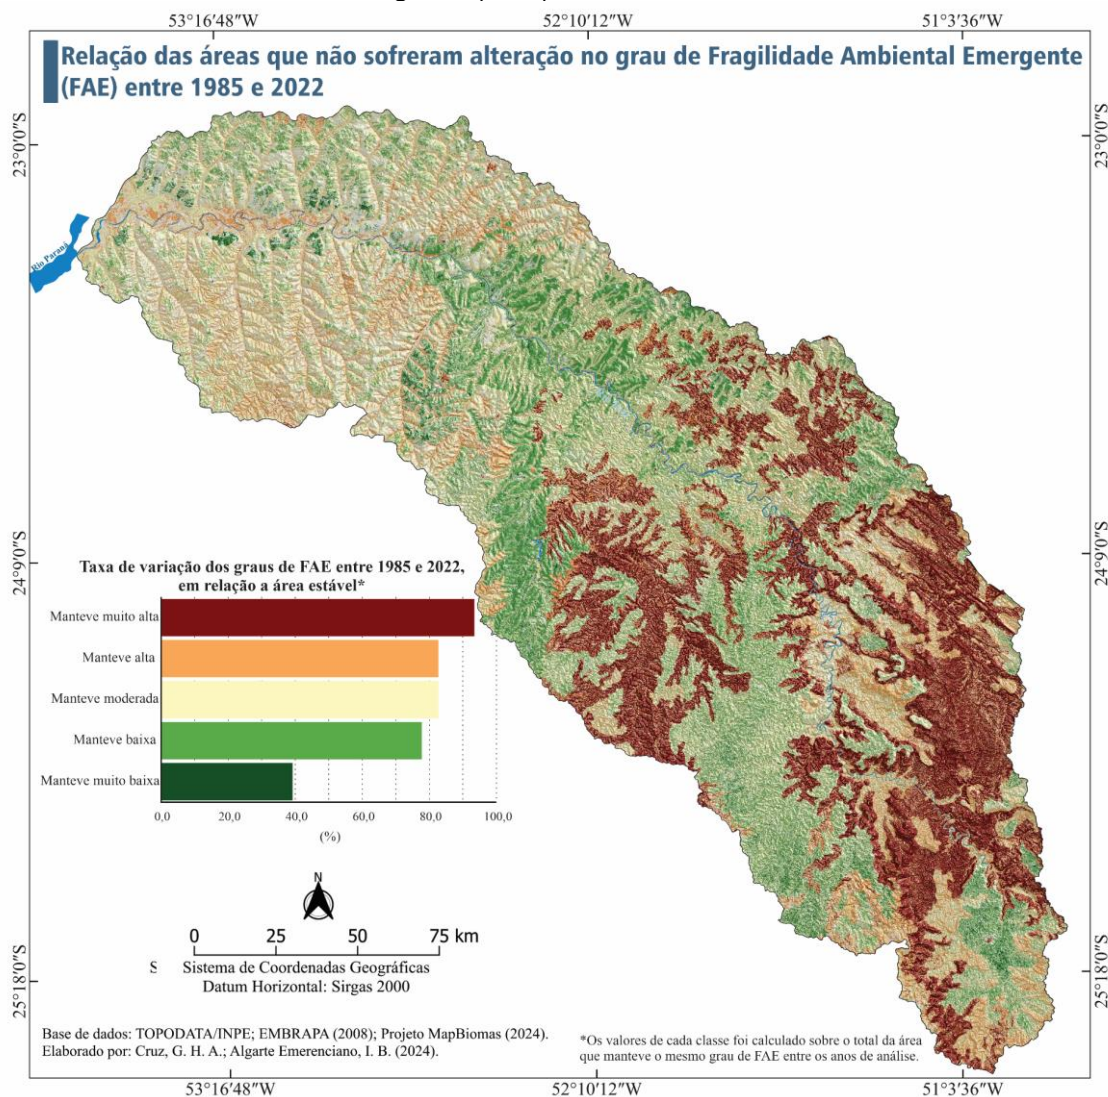 53°16'48"W 52°10'12"W 51°3'36"W
Relação das áreas que não sofreram alteração no grau de Fragilidade Ambiental Emergente
(FAE) entre 1985 e 2022
23°0'0"S 23°0'0"S
Rio Paraná
24°9'0"S 24°9'0"S
Taxa de variação dos graus de FAE entre 1985 e 2022,
em relação a área estável*
Manteve muito alta
Manteve alta
Manteve moderada
Manteve baixa
Manteve muito baixa
0,0 20,0 40,0 60,0 80,0 100,0
(%)
N
0 25 50 75 km
S Sistema de Coordenadas Geográficas
Datum Horizontal: Sirgas 2000
25°18'0"S 25°18'0"S
Base de dados: TOPODATA/INPE; EMBRAPA (2008); Projeto MapBiomas (2024).
Elaborado por: Cruz, G. H. A.; Algarte Emerenciano, I. B. (2024).
*Os valores de cada classe foi calculado sobre o total da área
que manteve o mesmo grau de FAE entre os anos de análise.
53°16'48"W 52°10'12"W 51°3'36"W